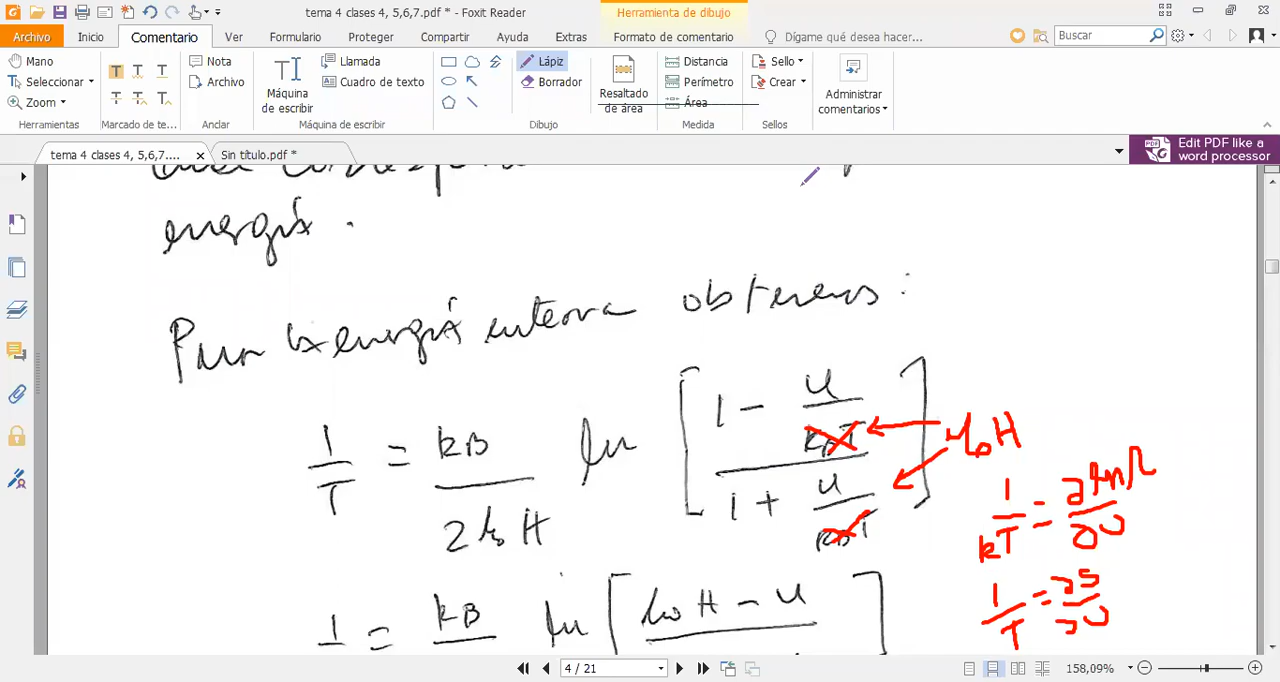 tema 4 clases 4, 5,6,7.pdf * - Foxit Reader
Herramienta de dibujo
Archivo Inicio Comentario Ver Formulario Proteger Compartir Ayuda Extras Formato de comentario Dígame qué desea hacer... Buscar
Mano
Seleccionar
Zoom
Herramientas
T T T
T T T
Marcado de te...
Nota
Archivo
Anclar
Máquina de escribir
Llamada
Cuadro de texto
Máquina de escribir
Lápiz
Borrador
Dibujo
Resaltado de área
Distancia
Perímetro
Área
Medida
Sello
Crear
Sellos
Administrar comentarios
tema 4 clases 4, 5,6,7.... × Sin título.pdf *
Edit PDF like a word processor
energía.
Para la energía interna obtenemos:
1/T = kB/2μ0H ln [ (1 - U/kBT) / (1 + U/kBT) ]
μ0H
1/kT = ∂lnΩ/∂U
1/T = ∂S/∂U
1 = kB ln [ μ0H - U
4 / 21
158,09%